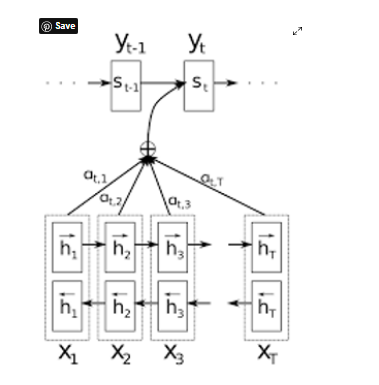 Save
yt-1 yt
. . . st-1 st . . .
at,1 at,2 at,3 at,T
h1 h2 h3 hT
h1 h2 h3 hT
x1 x2 x3 xT